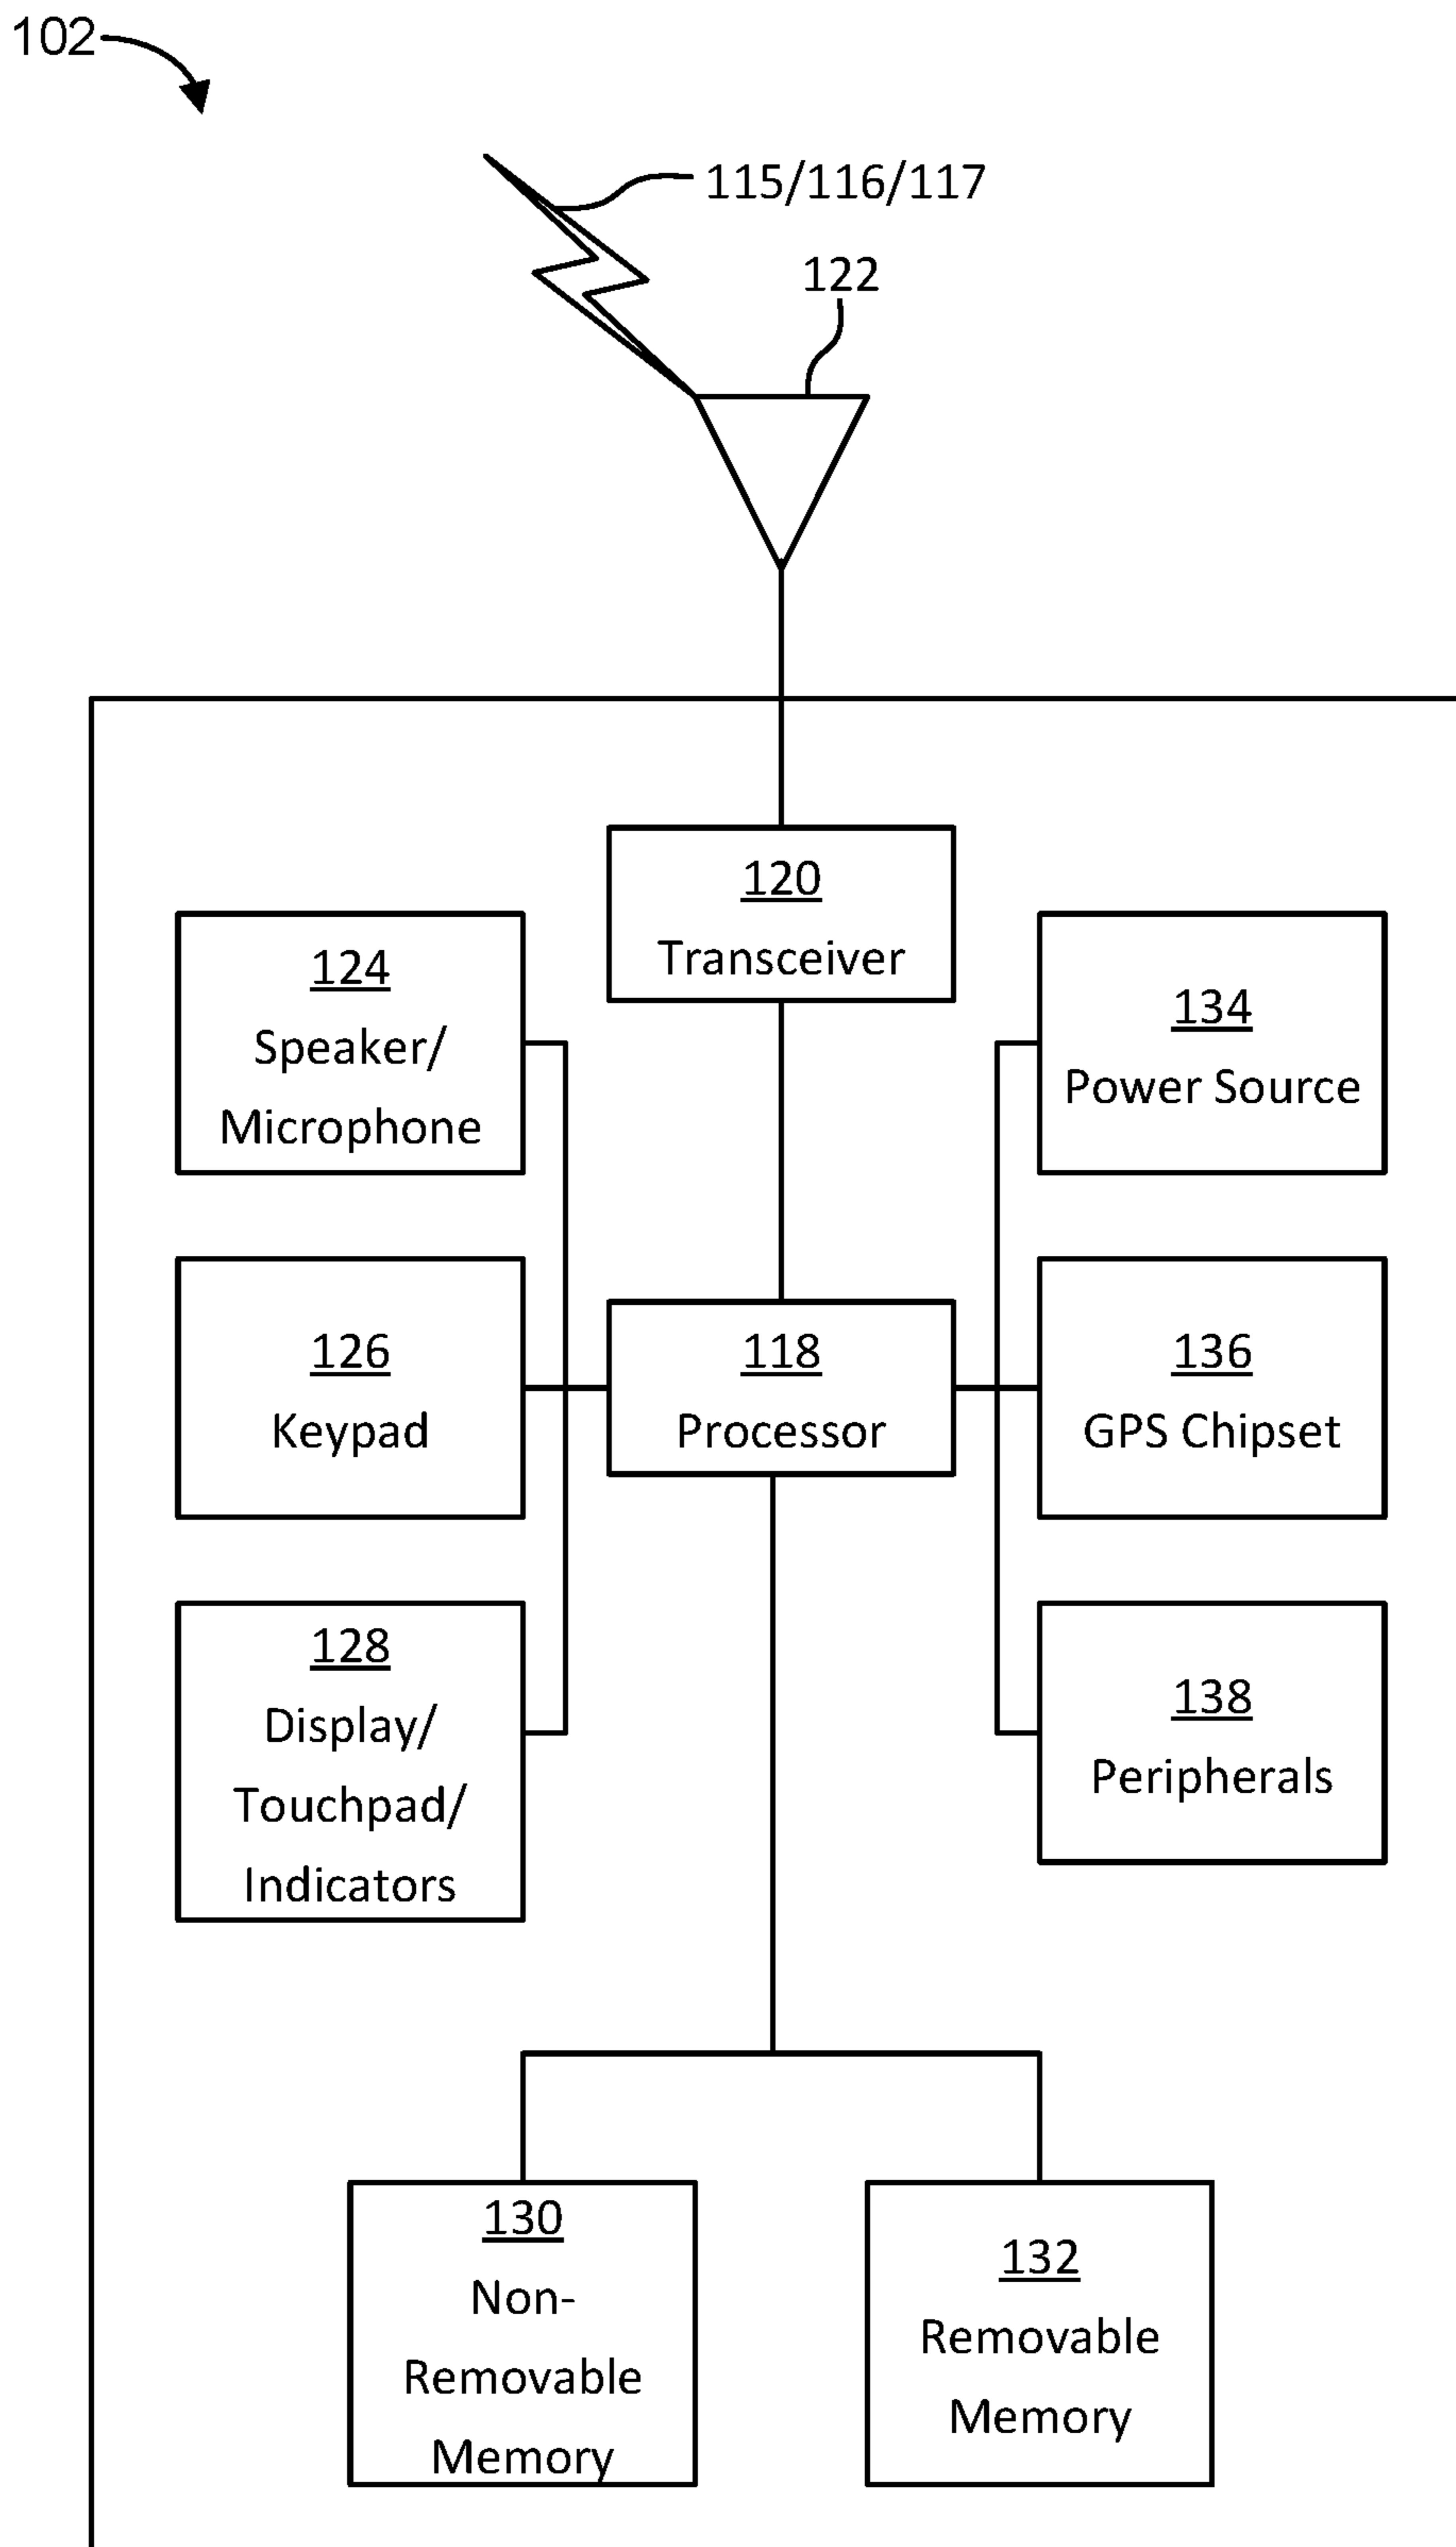 102
115/116/117
122
120
Transceiver
124
Speaker/
Microphone
134
Power Source
126
Keypad
118
Processor
136
GPS Chipset
128
Display/
Touchpad/
Indicators
138
Peripherals
130
Non-
Removable
Memory
132
Removable
Memory